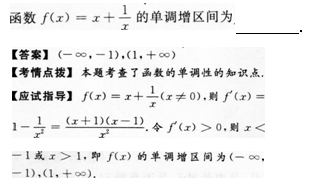 函数 f(x) = x + 1/x 的单调增区间为________.
【答案】(-∞,-1),(1,+∞)
【考情点拨】本题考查了函数的单调性的知识点.
【应试指导】f(x) = x + 1/x (x≠0),则 f′(x) =
1 - 1/x² = (x+1)(x-1)/x². 令 f′(x) > 0,则 x <
-1 或 x > 1,即 f(x) 的单调增区间为(-∞,
-1),(1,+∞).